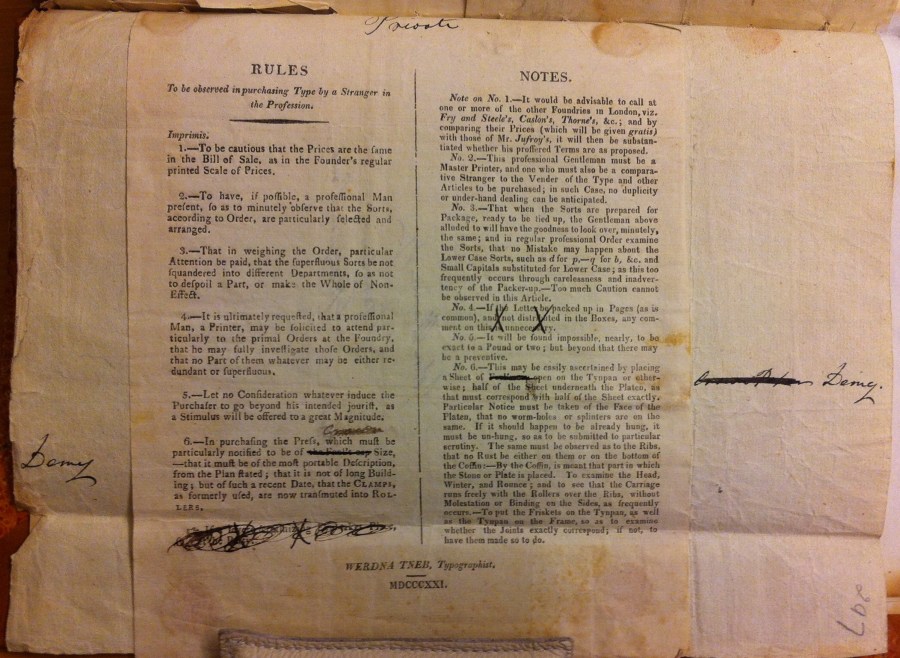 Private
RULES
To be observed in purchasing Type by a Stranger in
the Profession.
Imprimis.
1.—To be cautious that the Prices are the ſame
in the Bill of Sale, as in the Founder's regular
printed Scale of Prices.
2.—To have, if poſſible, a profeſſional Man
preſent, ſo as to minutely obſerve that the Sorts,
according to Order, are particularly ſelected and
arranged.
3.—That in weighing the Order, particular
Attention be paid, that the ſuperfluous Sorts be not
ſquandered into different Departments, ſo as not
to deſpoil a Part, or make the Whole of Non-
Effect.
4.—It is ultimately requeſted, that a profeſſional
Man, a Printer, may be ſolicited to attend par-
ticularly to the primal Orders at the Foundry,
that he may fully inveſtigate thoſe Orders, and
that no Part of them whatever may be either re-
dundant or ſuperfluous.
5.—Let no Conſideration whatever induce the
Purchaſer to go beyond his intended jouriſt, as
a Stimulus will be offered to a great Magnitude.
6.—In purchasing the Preſs, which muſt be
particularly notified to be of Size,
—that it muſt be of the moſt portable Deſcription,
from the Plan ſtated; that it is not of long Build-
ing; but of ſuch a recent Date, that the CLAMPS,
as formerly uſed, are now tranſmuted into ROL-
LERS.
Demy
NOTES.
Note on No. 1.—It would be advisable to call at
one or more of the other Foundries in London, viz.
Fry and Steele's, Caslon's, Thorne's, &c.; and by
comparing their Prices (which will be given gratis)
with those of Mr. Jufroy's, it will then be substan-
tiated whether his proffered Terms are as proposed.
No. 2.—This professional Gentleman must be a
Master Printer, and one who must also be a compara-
tive Stranger to the Vender of the Type and other
Articles to be purchased; in such Case, no duplicity
or under-hand dealing can be anticipated.
No. 3.—That when the Sorts are prepared for
Package, ready to be tied up, the Gentleman above
alluded to will have the goodness to look over, minutely,
the same; and in regular professional Order examine
the Sorts, that no Mistake may happen about the
Lower Case Sorts, such as d for p.—q for b, &c. and
Small Capitals substituted for Lower Case; as this too
frequently occurs through carelessness and inadver-
tency of the Packer-up.—Too much Caution cannot
be observed in this Article.
No. 4.—If the Letter be packed up in Pages (as is
common), and not distributed in the Boxes, any com-
ment on this is unnecessary.
No. 5.—It will be found impossible, nearly, to be
exact to a Pound or two; but beyond that there may
be a preventive.
No. 6.—This may be easily ascertained by placing
a Sheet of open on the Tympan or other-
wise; half of the Sheet underneath the Platen, as
that must correspond with half of the Sheet exactly.
Particular Notice must be taken of the Face of the
Platen, that no worm-holes or splinters are on the
same. If it should happen to be already hung, it
must be un-hung, so as to be submitted to particular
scrutiny. The same must be observed as to the Ribs,
that no Rust be either on them or on the bottom of
the Coffin:—By the Coffin, is meant that part in which
the Stone or Plate is placed. To examine the Head,
Winter, and Rounce; and to see that the Carriage
runs freely with the Rollers over the Ribs, without
Molestation or Binding on the Sides, as frequently
occurs.—To put the Friskets on the Tympan, as well
as the Tympan on the Frame, so as to examine
whether the Joints exactly correspond; if not, to
have them made so to do.
Demy.
WERDNA TNEB, Typographist.
MDCCCXXI.